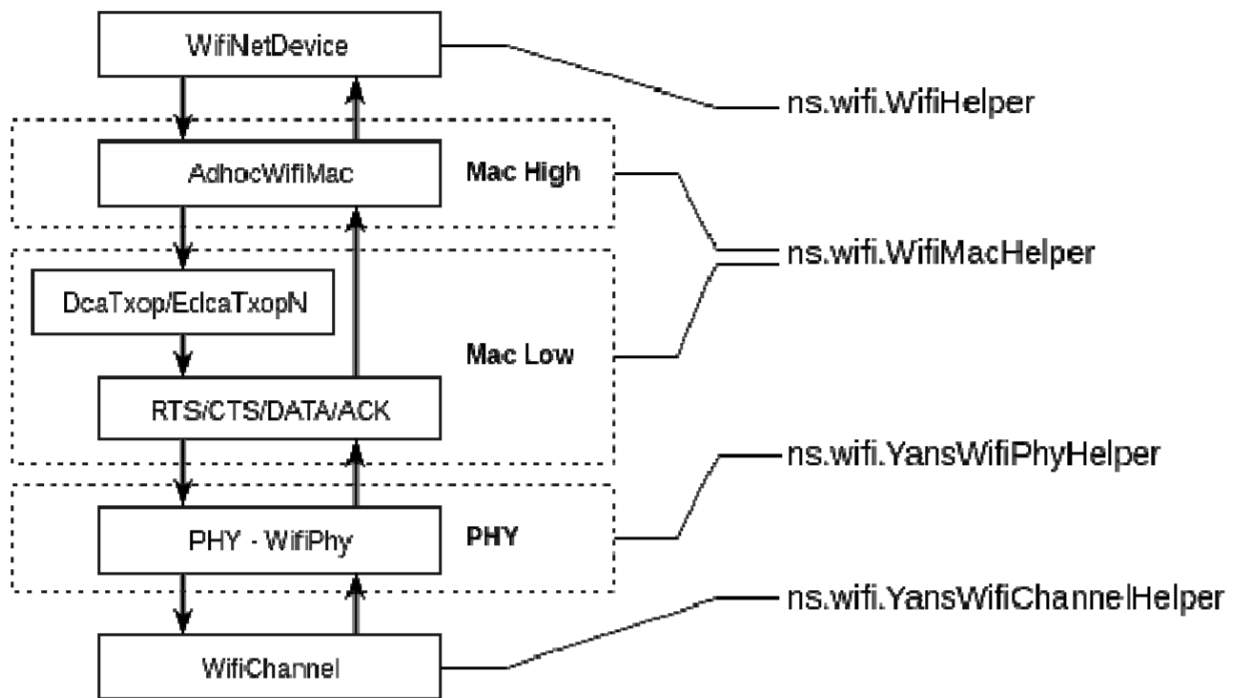 WifiNetDevice
ns.wifi.WifiHelper
AdhocWifiMac
Mac High
ns.wifi.WifiMacHelper
DcaTxop/EdcaTxopN
Mac Low
RTS/CTS/DATA/ACK
ns.wifi.YansWifiPhyHelper
PHY - WifiPhy
PHY
ns.wifi.YansWifiChannelHelper
WifiChannel